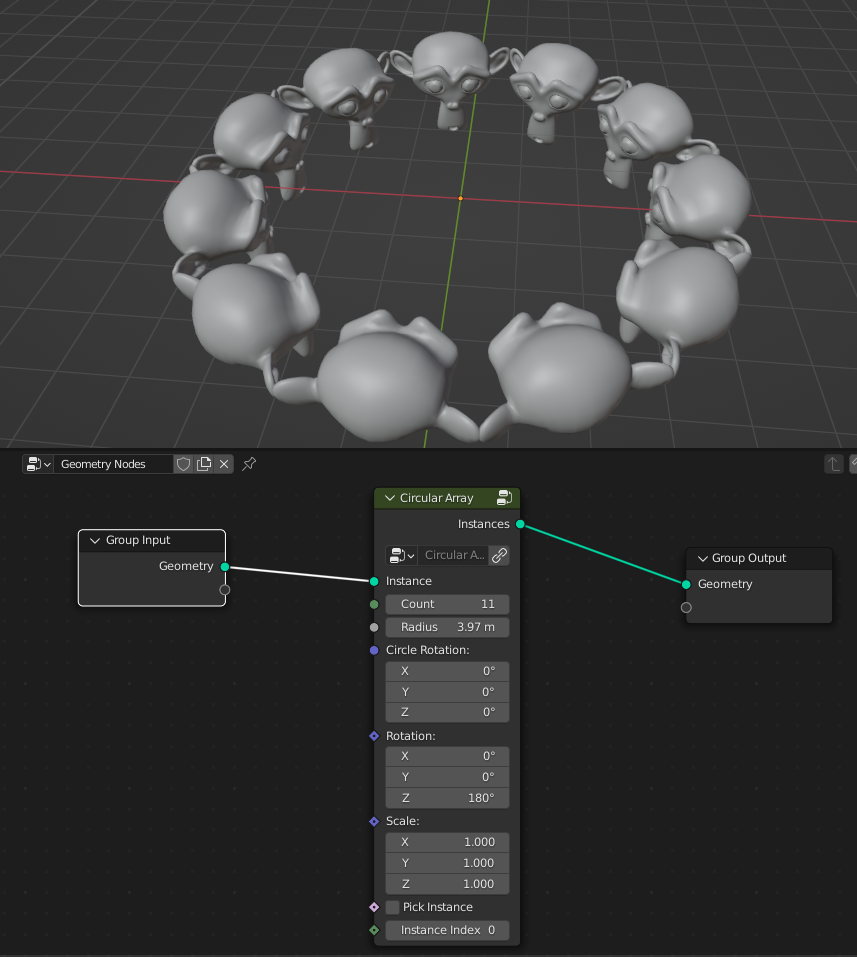 Geometry Nodes
Circular Array
Instances
Circular A...
Group Input
Geometry
Instance
Count 11
Radius 3.97 m
Circle Rotation:
X 0°
Y 0°
Z 0°
Rotation:
X 0°
Y 0°
Z 180°
Scale:
X 1.000
Y 1.000
Z 1.000
Pick Instance
Instance Index 0
Group Output
Geometry